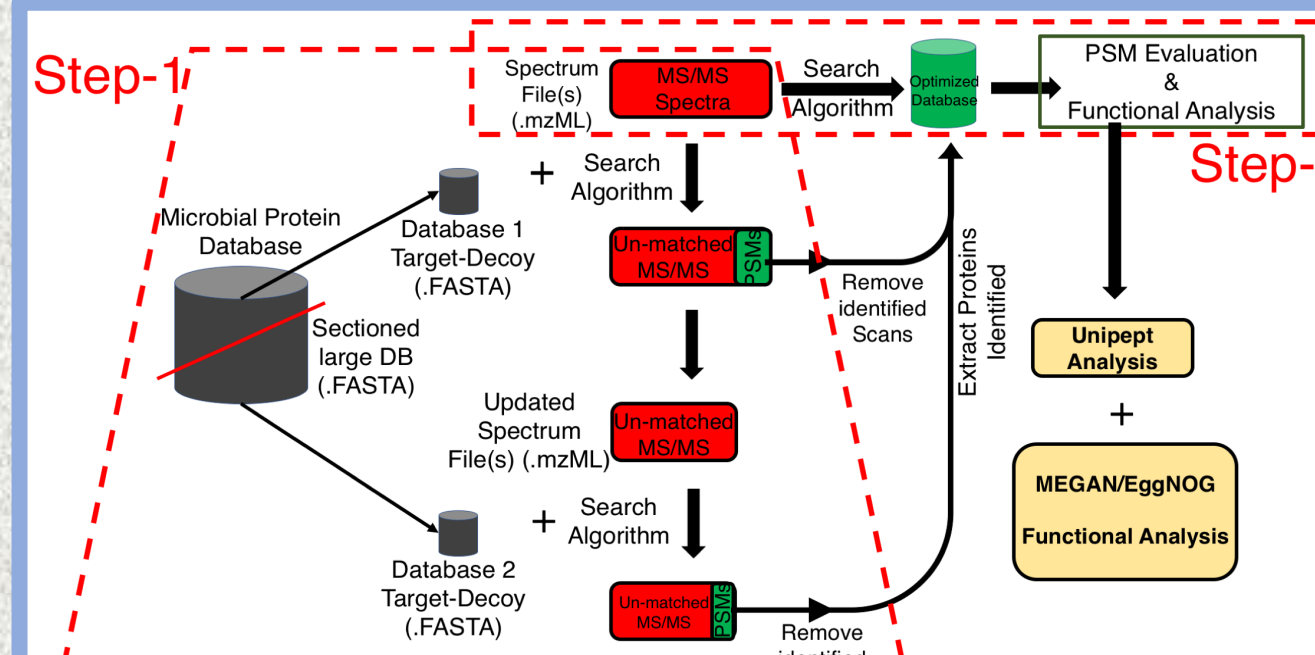 Step-1
Spectrum
File(s)
(.mzML)
MS/MS
Spectra
Search
Algorithm
Optimized
Database
PSM Evaluation
&
Functional Analysis
Step-
Microbial Protein
Database
Sectioned
large DB
(.FASTA)
+
Search
Algorithm
Database 1
Target-Decoy
(.FASTA)
Un-matched
MS/MS
PSMs
Remove
identified
Scans
Extract Proteins
Identified
Unipept
Analysis
+
MEGAN/EggNOG
Functional Analysis
Updated
Spectrum
File(s) (.mzML)
Un-matched
MS/MS
+
Search
Algorithm
Database 2
Target-Decoy
(.FASTA)
Un-matched
MS/MS
PSMs
Remove